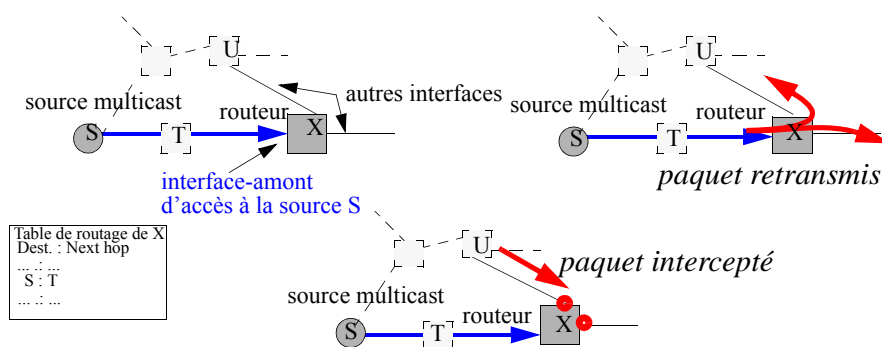 U
source multicast
routeur
autres interfaces
S
T
X
interface-amont
d'accès à la source S
U
source multicast
routeur
S
T
X
paquet retransmis
Table de routage de X
Dest. : Next hop
... .: ...
S : T
... .: ...
U
paquet intercepté
source multicast
routeur
S
T
X